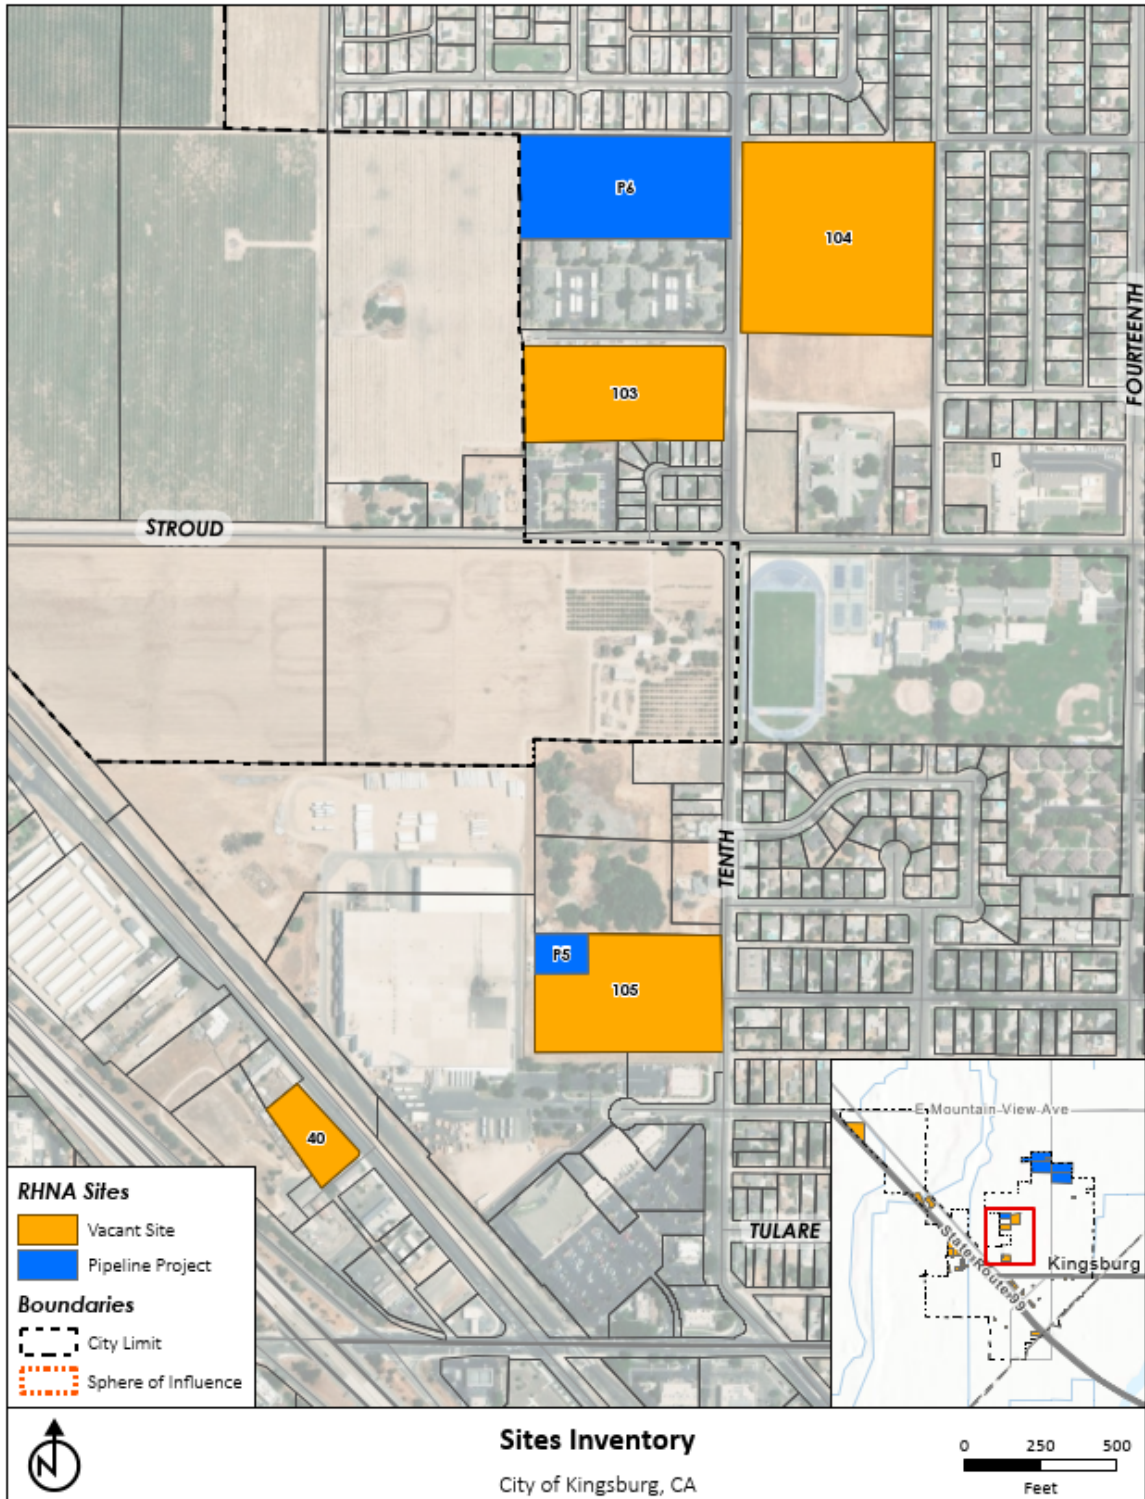 P6
104
FOURTEENTH
103
STROUD
TENTH
P5
105
40
TULARE
E Mountain View Ave
State Route 99
Kingsburg
RHNA Sites
Vacant Site
Pipeline Project
Boundaries
City Limit
Sphere of Influence
N
Sites Inventory
City of Kingsburg, CA
0 250 500
Feet